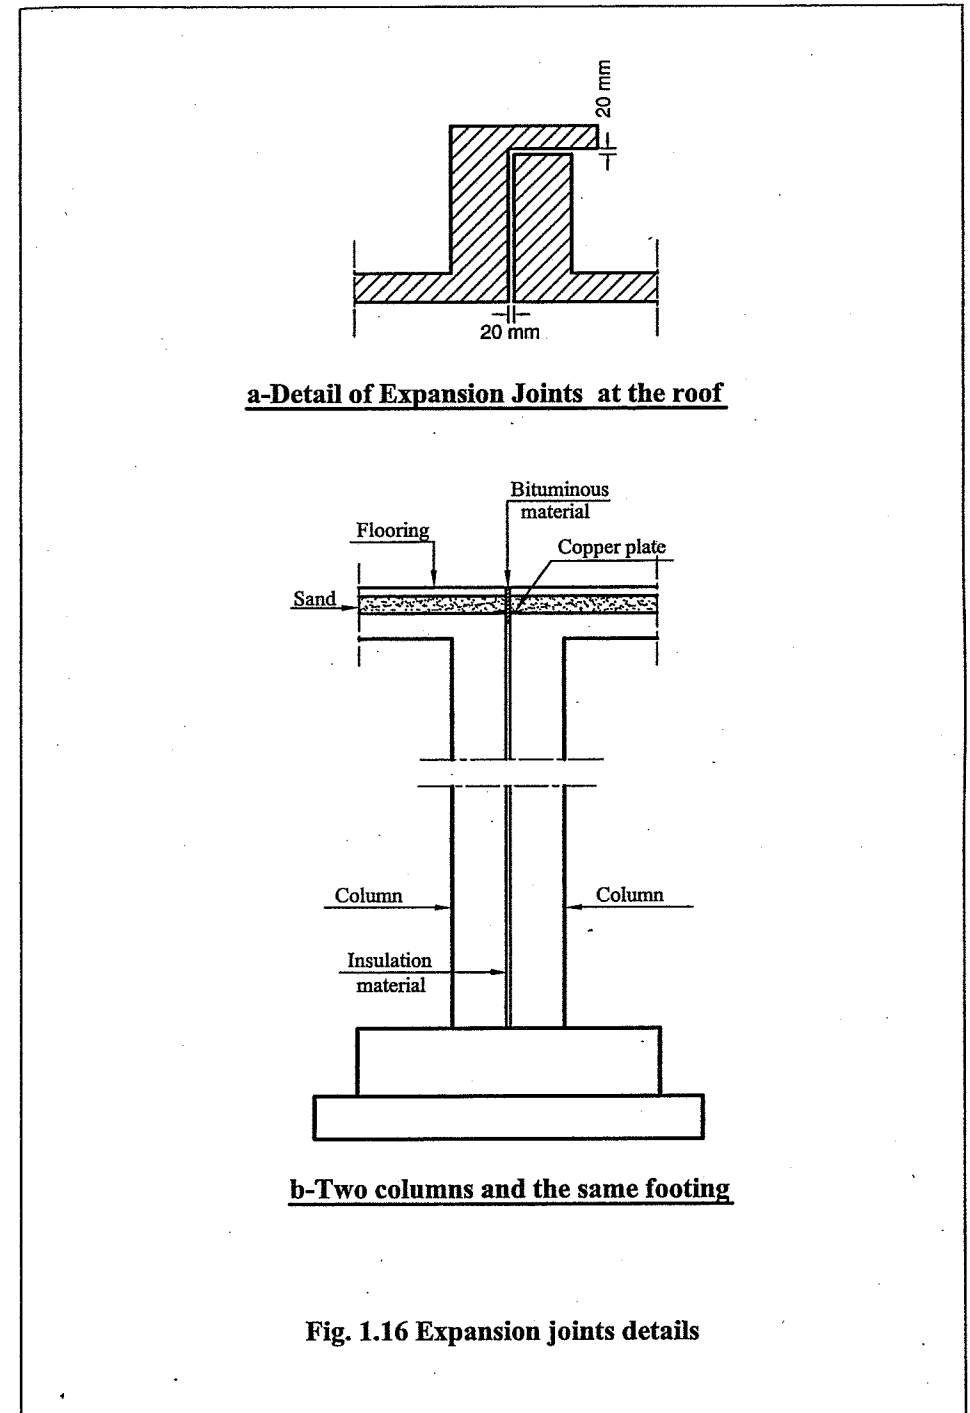 20 mm
20 mm
a-Detail of Expansion Joints at the roof
Bituminous
material
Flooring
Copper plate
Sand
Column
Column
Insulation
material
b-Two columns and the same footing
Fig. 1.16 Expansion joints details